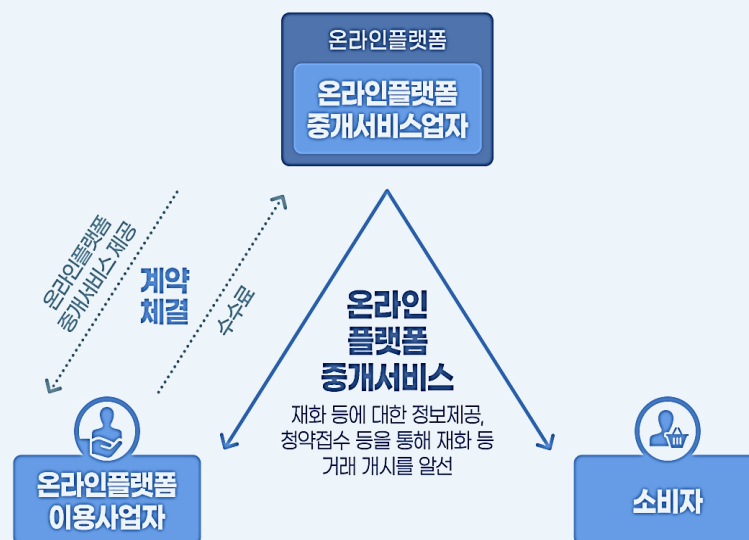 온라인플랫폼
온라인플랫폼
중개서비스업자
온라인플랫폼
중개서비스 제공
계약
체결
수수료
온라인
플랫폼
중개서비스
재화 등에 대한 정보제공,
청약접수 등을 통해 재화 등
거래 개시를 알선
온라인플랫폼
이용사업자
소비자